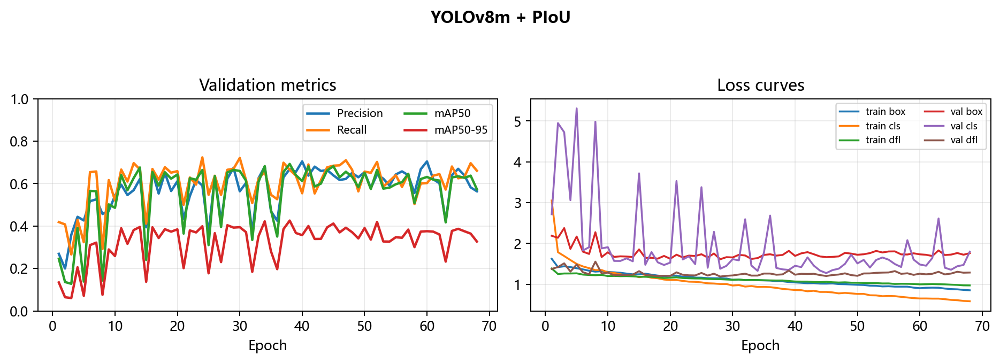 YOLOv8m + PIoU
Validation metrics
1.0
0.8
0.6
0.4
0.2
0.0
Precision
Recall
mAP50
mAP50-95
0 10 20 30 40 50 60 70
Epoch
Loss curves
5
4
3
2
1
train box
train cls
train dfl
val box
val cls
val dfl
0 10 20 30 40 50 60 70
Epoch